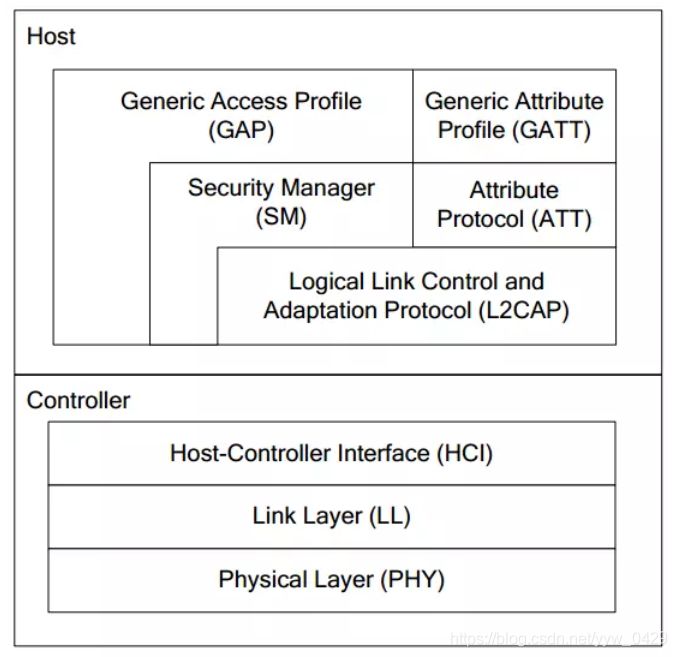 Host
Generic Access Profile
(GAP)
Generic Attribute
Profile (GATT)
Security Manager
(SM)
Attribute
Protocol (ATT)
Logical Link Control and
Adaptation Protocol (L2CAP)
Controller
Host-Controller Interface (HCI)
Link Layer (LL)
Physical Layer (PHY)
https://blog.csdn.net/yyw_0429